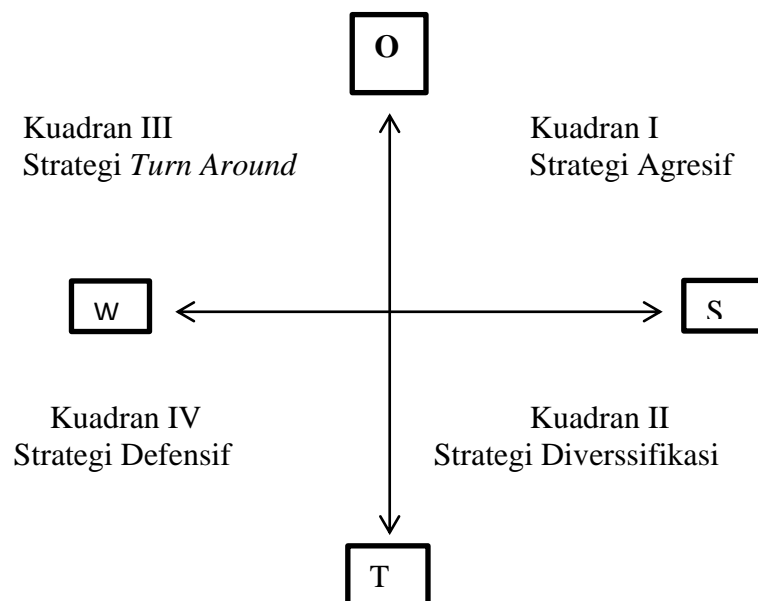 O
Kuadran III
Strategi Turn Around
Kuadran I
Strategi Agresif
W
S
Kuadran IV
Strategi Defensif
Kuadran II
Strategi Diverssifikasi
T